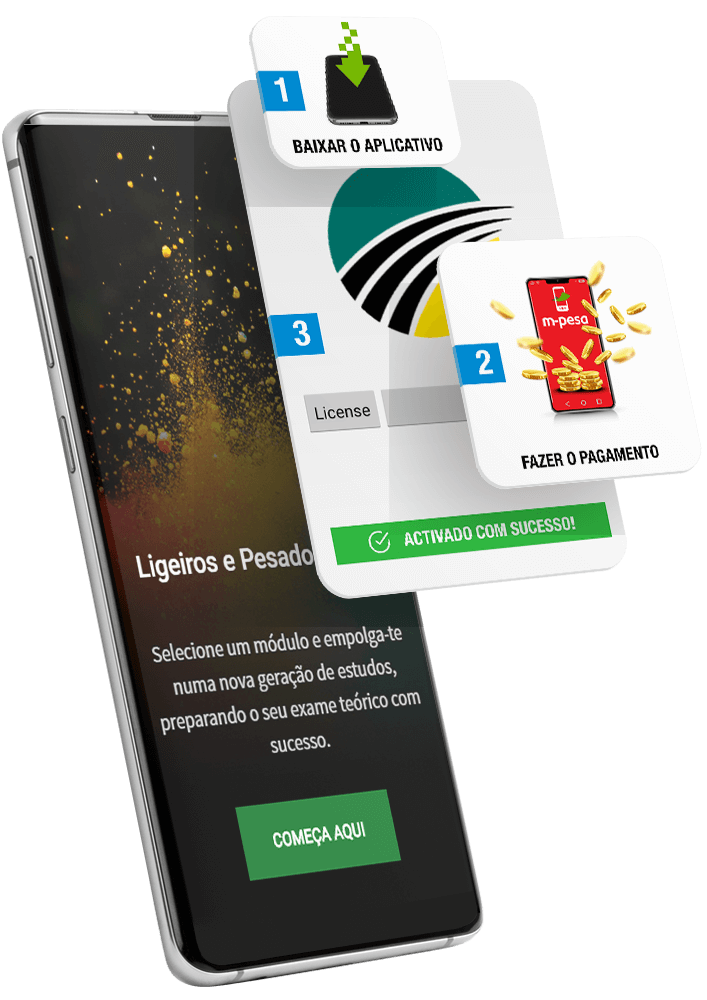 1
BAIXAR O APLICATIVO
3
m-pesa
2
License
FAZER O PAGAMENTO
ACTIVADO COM SUCESSO!
Ligeiros e Pesado
Selecione um módulo e empolga-te
numa nova geração de estudos,
preparando o seu exame teórico com
sucesso.
COMEÇA AQUI